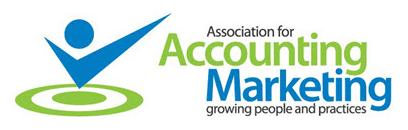 Association for
Accounting
Marketing
growing people and practices